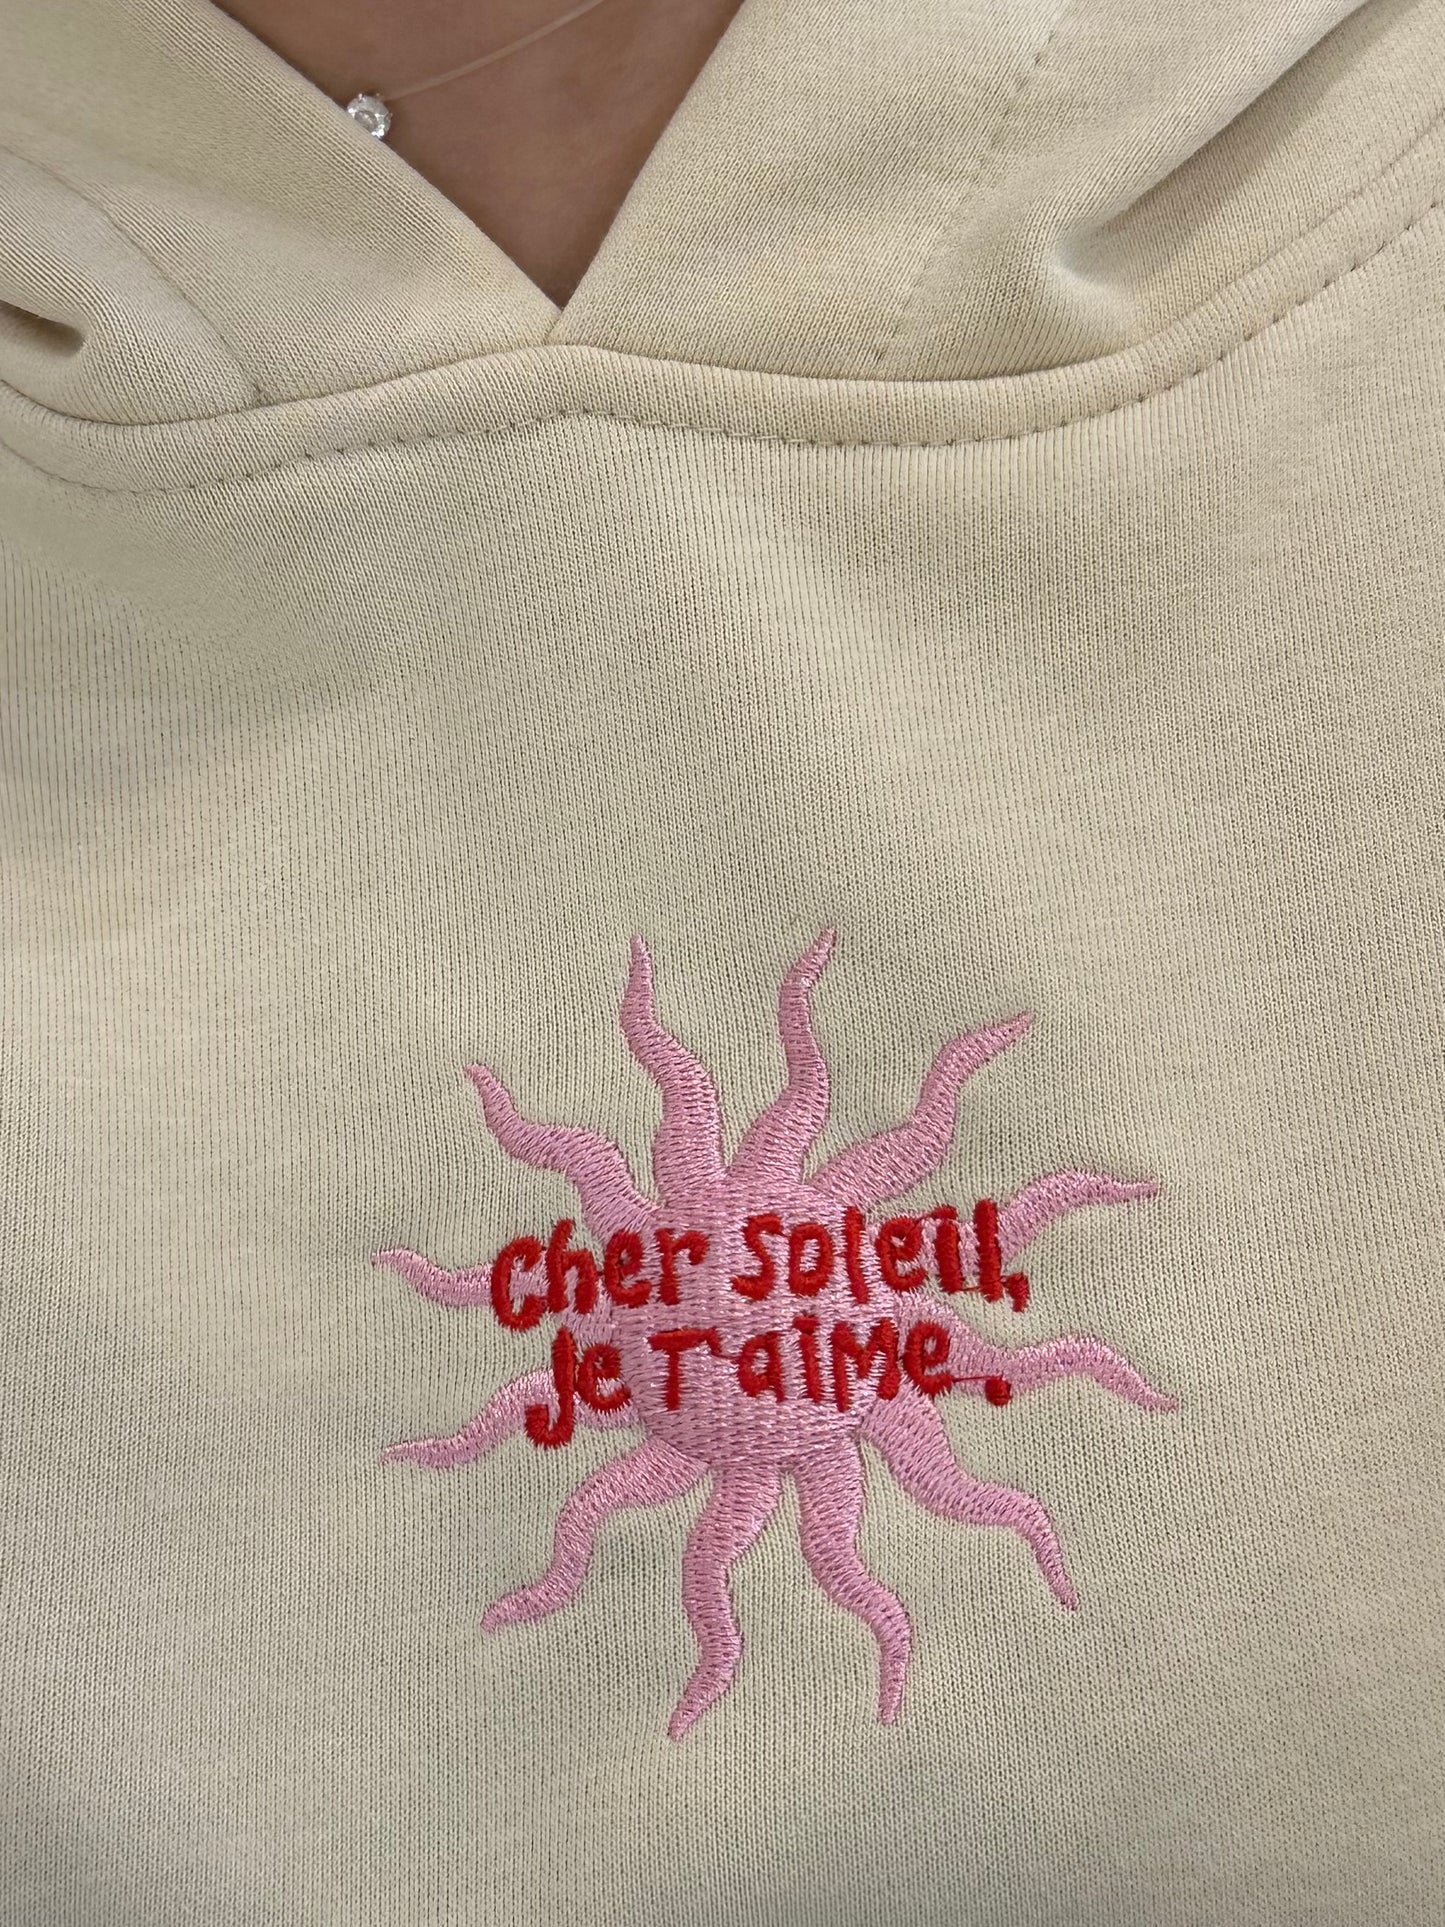 Cher soleil,
Je T'aiMe.